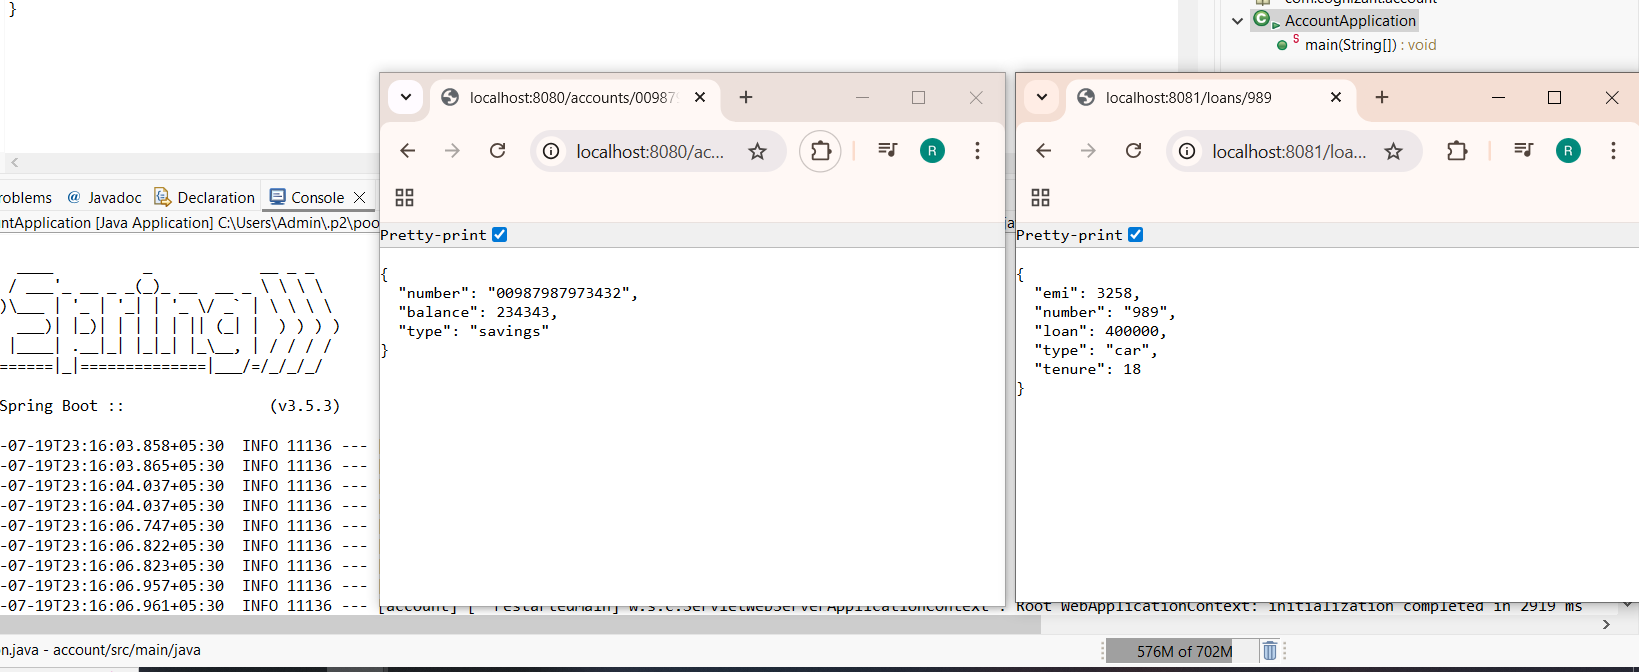 }
com.cognizant.account
AccountApplication
main(String[]) : void
localhost:8080/accounts/00987
localhost:8080/ac...
R
Pretty-print
{
"number": "00987987973432",
"balance": 234343,
"type": "savings"
}
localhost:8081/loans/989
localhost:8081/loa...
R
Pretty-print
{
"emi": 3258,
"number": "989",
"loan": 400000,
"type": "car",
"tenure": 18
}
roblems @ Javadoc Declaration Console
ntApplication [Java Application] C:\Users\Admin\.p2\poo
Spring Boot :: (v3.5.3)
-07-19T23:16:03.858+05:30 INFO 11136 ---
-07-19T23:16:03.865+05:30 INFO 11136 ---
-07-19T23:16:04.037+05:30 INFO 11136 ---
-07-19T23:16:04.037+05:30 INFO 11136 ---
-07-19T23:16:06.747+05:30 INFO 11136 ---
-07-19T23:16:06.822+05:30 INFO 11136 ---
-07-19T23:16:06.823+05:30 INFO 11136 ---
-07-19T23:16:06.957+05:30 INFO 11136 ---
-07-19T23:16:06.961+05:30 INFO 11136 --- [account] [ restartedMain] w.s.c.ServletWebServerApplicationContext : Root WebApplicationContext: initialization completed in 2919 ms
n.java - account/src/main/java
576M of 702M